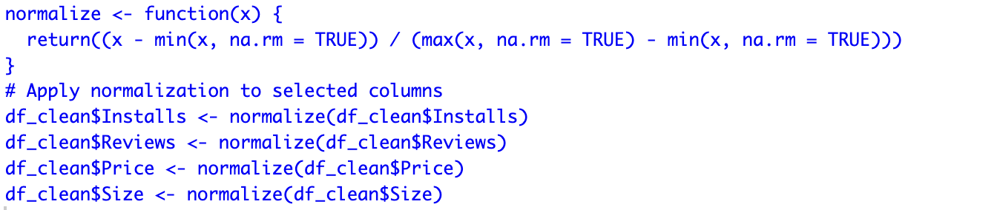 normalize <- function(x) {
  return((x - min(x, na.rm = TRUE)) / (max(x, na.rm = TRUE) - min(x, na.rm = TRUE)))
}
# Apply normalization to selected columns
df_clean$Installs <- normalize(df_clean$Installs)
df_clean$Reviews <- normalize(df_clean$Reviews)
df_clean$Price <- normalize(df_clean$Price)
df_clean$Size <- normalize(df_clean$Size)